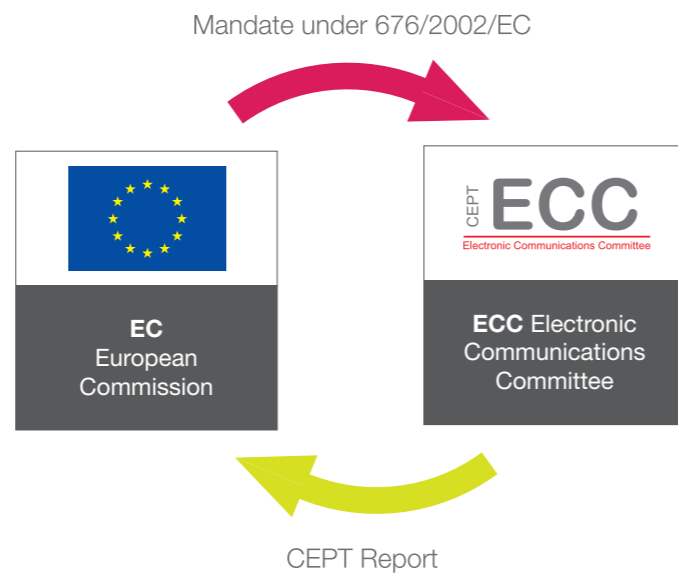 Mandate under 676/2002/EC
EC
European
Commission
CEPT
ECC
Electronic Communications Committee
ECC Electronic
Communications
Committee
CEPT Report